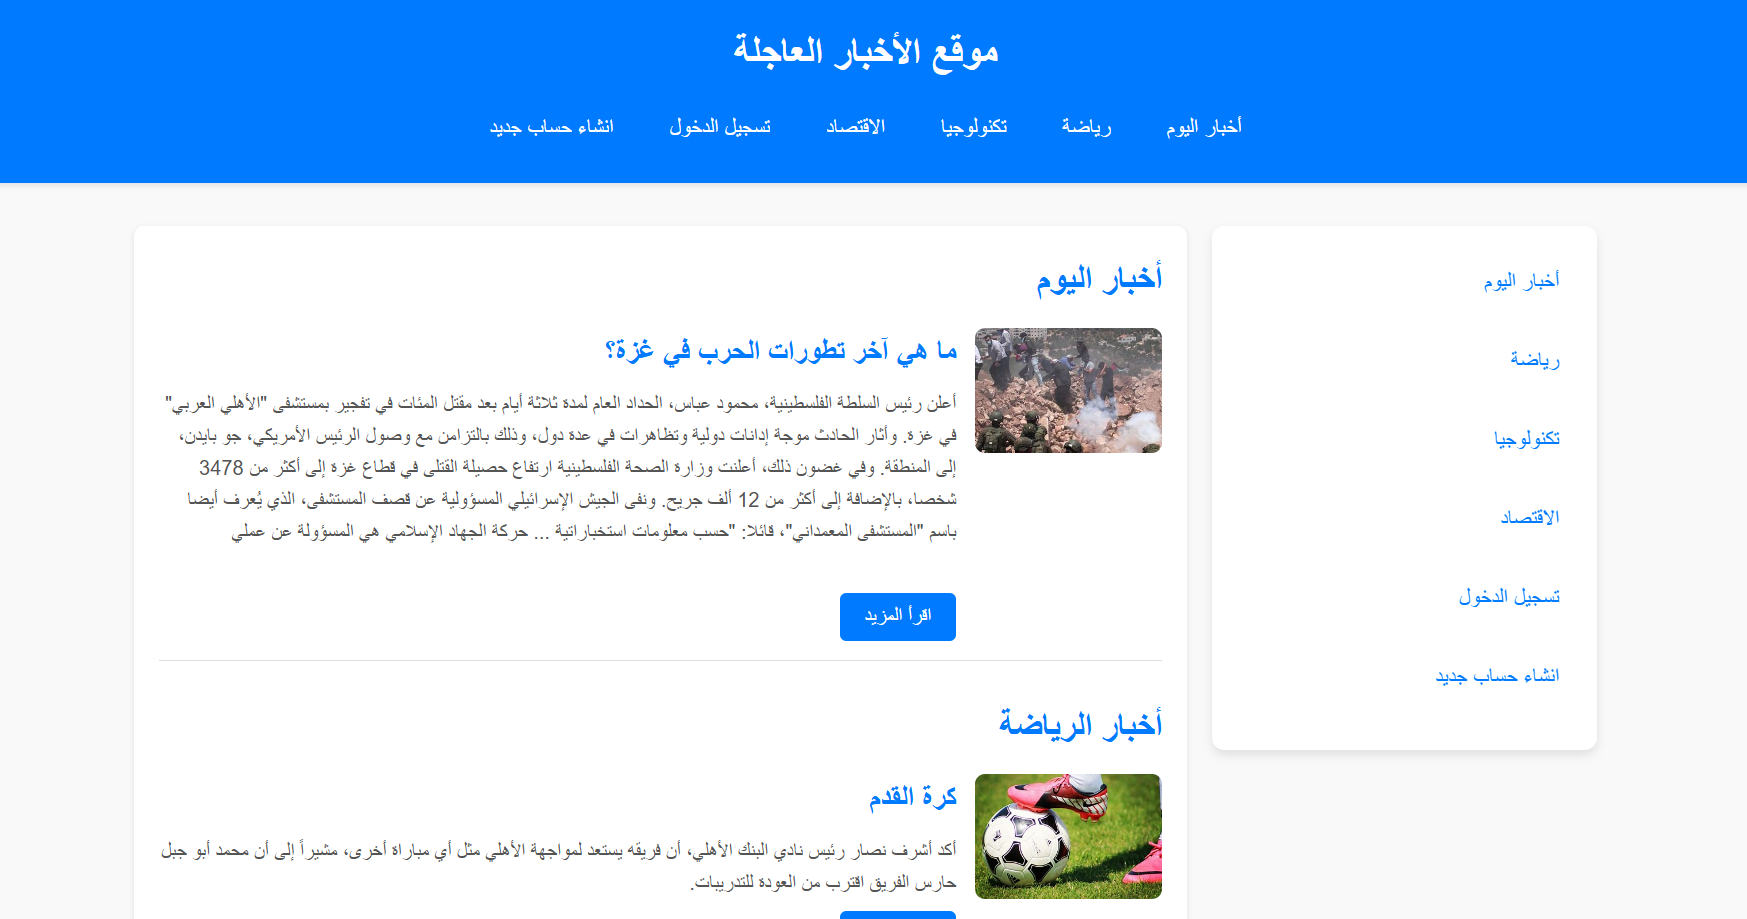 موقع الأخبار العاجلة
أخبار اليوم
رياضة
تكنولوجيا
الاقتصاد
تسجيل الدخول
انشاء حساب جديد
أخبار اليوم
رياضة
تكنولوجيا
الاقتصاد
تسجيل الدخول
انشاء حساب جديد
أخبار اليوم
ما هي آخر تطورات الحرب في غزة؟
أعلن رئيس السلطة الفلسطينية، محمود عباس، الحداد العام لمدة ثلاثة أيام بعد مقتل المئات في تفجير بمستشفى "الأهلي العربي"
في غزة. وأثار الحادث موجة إدانات دولية وتظاهرات في عدة دول، وذلك بالتزامن مع وصول الرئيس الأمريكي، جو بايدن،
إلى المنطقة. وفي غضون ذلك، أعلنت وزارة الصحة الفلسطينية ارتفاع حصيلة القتلى في قطاع غزة إلى أكثر من 3478
شخصا، بالإضافة إلى أكثر من 12 ألف جريح. ونفى الجيش الإسرائيلي المسؤولية عن قصف المستشفى، الذي يُعرف أيضا
باسم "المستشفى المعمداني"، قائلا: "حسب معلومات استخباراتية ... حركة الجهاد الإسلامي هي المسؤولة عن عملي
اقرأ المزيد
أخبار الرياضة
كرة القدم
أكد أشرف نصار رئيس نادي البنك الأهلي، أن فريقه يستعد لمواجهة الأهلي مثل أي مباراة أخرى، مشيراً إلى أن محمد أبو جبل
حارس الفريق اقترب من العودة للتدريبات.